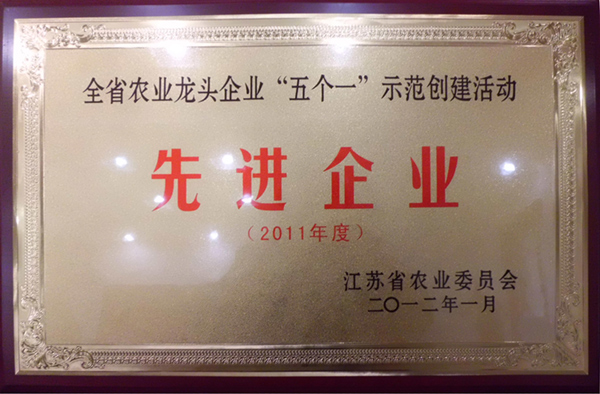 全省农业龙头企业“五个一”示范创建活动
先进企业
（2011年度）
江苏省农业委员会
二〇一二年一月